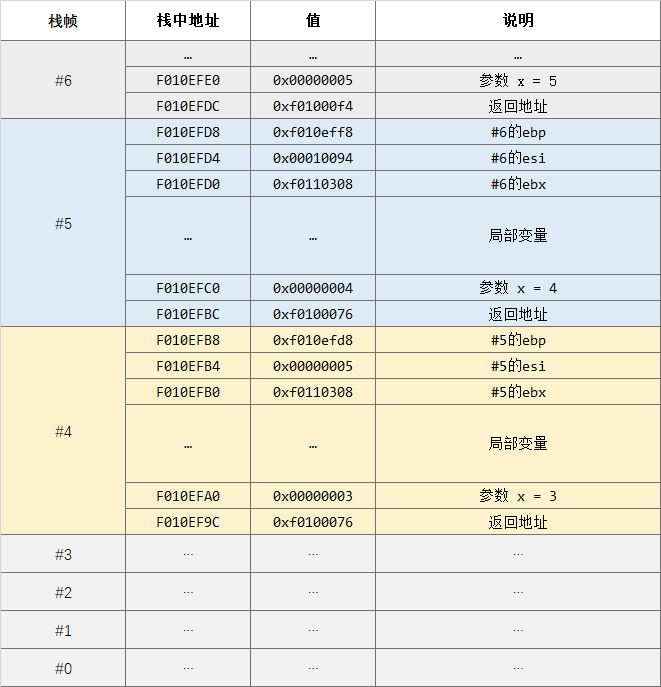 栈帧 栈中地址 值 说明
#6 … … …
F010EFE0 0x00000005 参数 x = 5
F010EFDC 0xf01000f4 返回地址
#5 F010EFD8 0xf010eff8 #6的ebp
F010EFD4 0x00010094 #6的esi
F010EFD0 0xf0110308 #6的ebx
… … 局部变量
F010EFC0 0x00000004 参数 x = 4
F010EFBC 0xf0100076 返回地址
#4 F010EFB8 0xf010efd8 #5的ebp
F010EFB4 0x00000005 #5的esi
F010EFB0 0xf0110308 #5的ebx
… … 局部变量
F010EFA0 0x00000003 参数 x = 3
F010EF9C 0xf0100076 返回地址
#3 … … …
#2 … … …
#1 … … …
#0 … … …